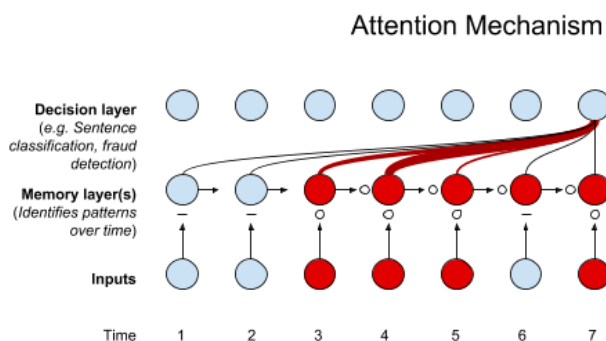 Attention Mechanism
Decision layer
(e.g. Sentence
classification, fraud
detection)
Memory layer(s)
(Identifies patterns
over time)
Inputs
Time 1 2 3 4 5 6 7